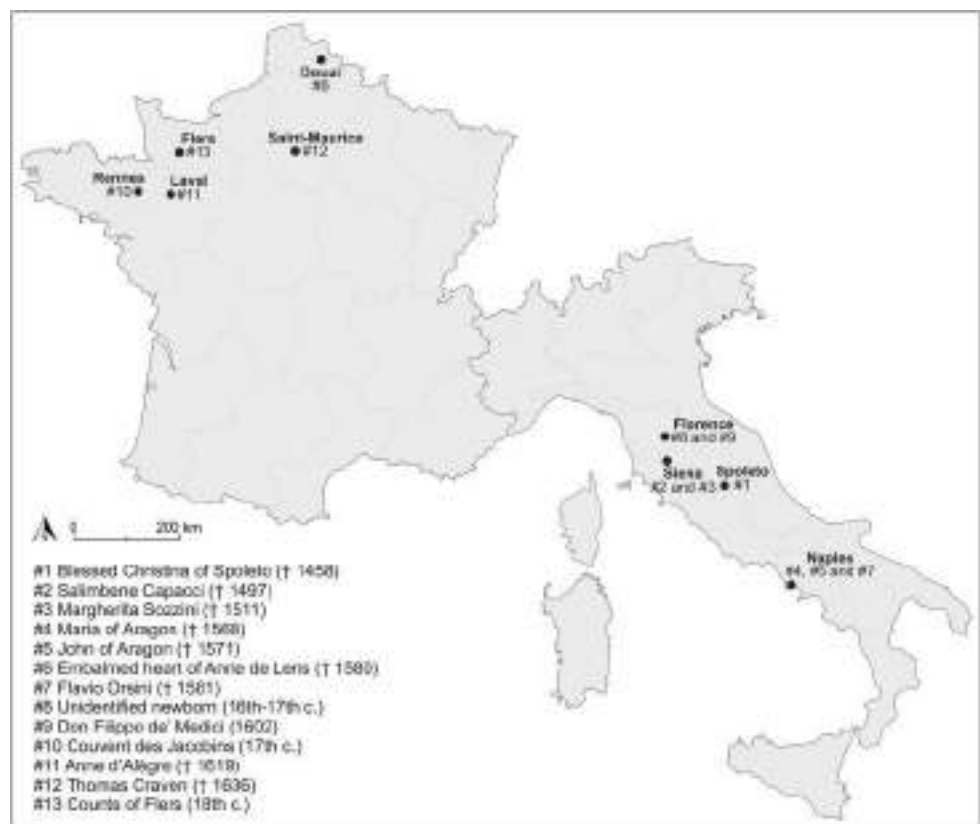 Douai
#6
Flers
#13
Saint-Maurice
#12
Rennes
#10
Laval
#11
Florence
#8 and #9
Siena
#2 and #3
Spoleto
#1
Naples
#4, #5 and #7
0 200 km
#1 Blessed Christina of Spoleto († 1458)
#2 Salimbene Capacci († 1497)
#3 Margherita Sozzini († 1511)
#4 Maria of Aragon († 1568)
#5 John of Aragon († 1571)
#6 Embalmed heart of Anne de Lens († 1580)
#7 Flavio Orsini († 1581)
#8 Unidentified newborn (16th-17th c.)
#9 Don Filippo de' Medici (1602)
#10 Couvent des Jacobins (17th c.)
#11 Anne d'Alègre († 1619)
#12 Thomas Craven († 1636)
#13 Counts of Flers (18th c.)